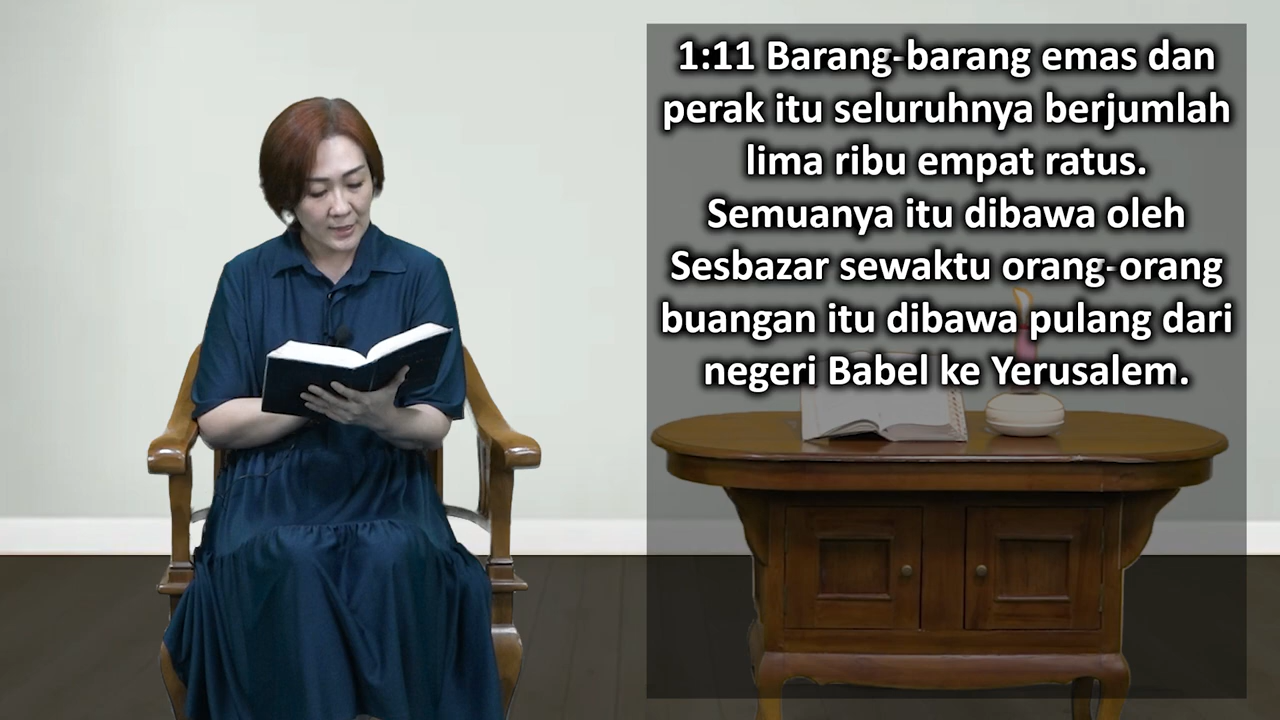 1:11 Barang-barang emas dan
perak itu seluruhnya berjumlah
lima ribu empat ratus.
Semuanya itu dibawa oleh
Sesbazar sewaktu orang-orang
buangan itu dibawa pulang dari
negeri Babel ke Yerusalem.